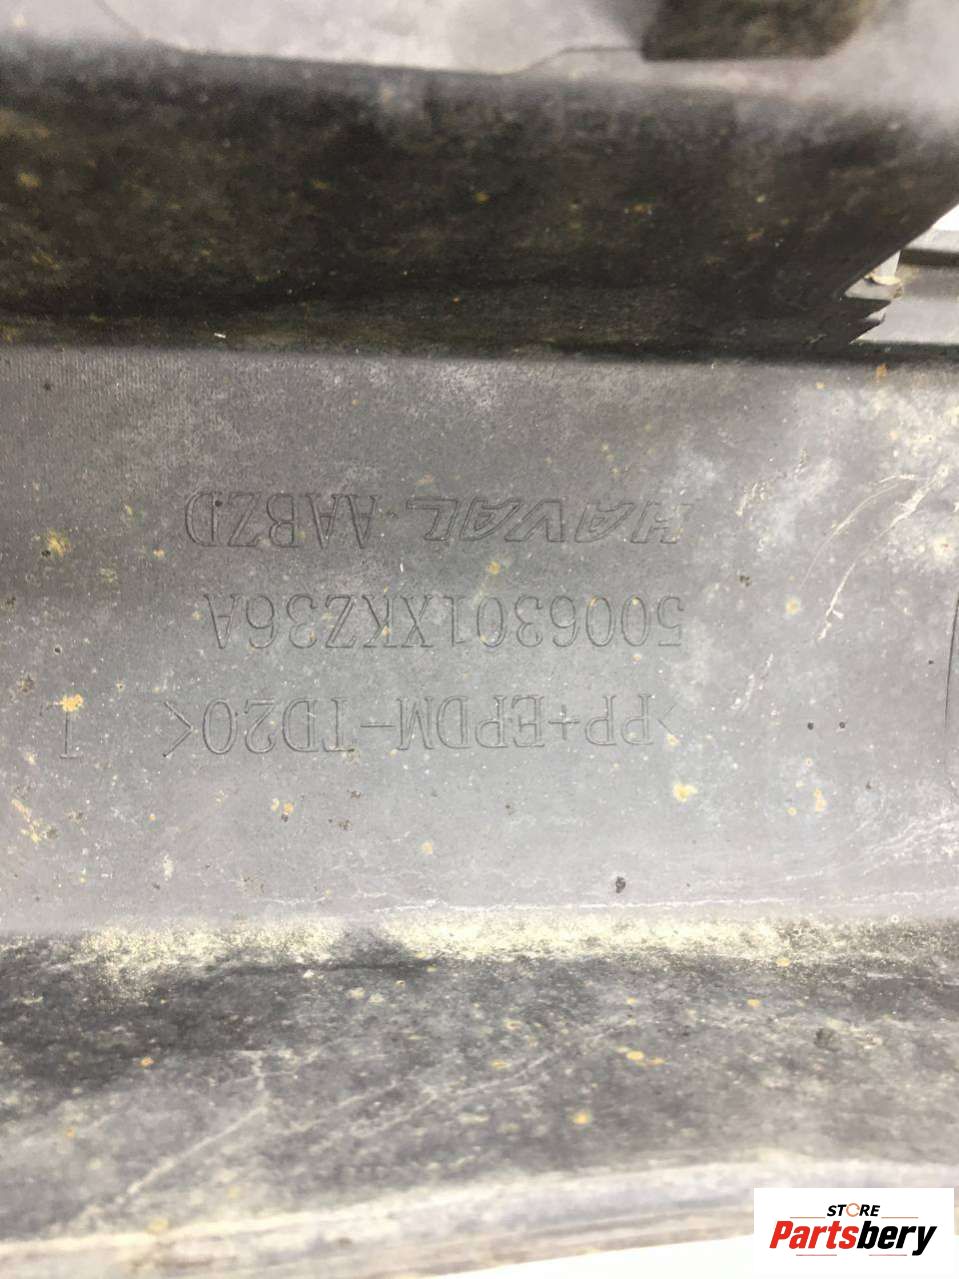 >PP+EPDM-TD20<
5006301XKZ36A
HAVAL AABZD
STORE
Partsbery